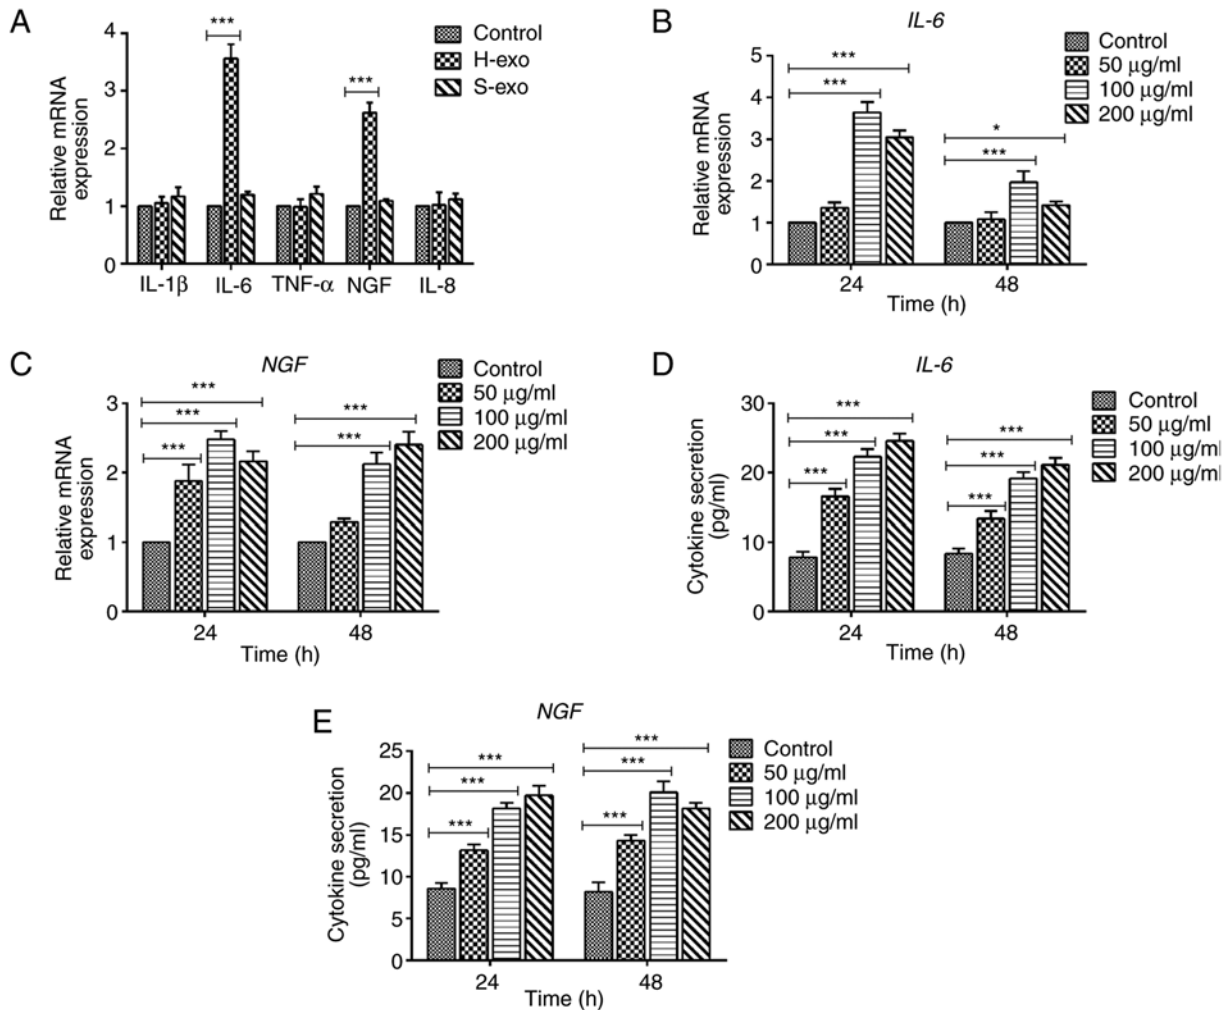 A
Relative mRNA
expression
4
3
2
1
0
***
***
Control
H-exo
S-exo
IL-1β
IL-6
TNF-α
NGF
IL-8
B
IL-6
Relative mRNA
expression
5
4
3
2
1
0
***
***
*
***
Control
50 μg/ml
100 μg/ml
200 μg/ml
24
48
Time (h)
C
NGF
Relative mRNA
expression
3
2
1
0
***
***
***
***
***
Control
50 μg/ml
100 μg/ml
200 μg/ml
24
48
Time (h)
D
IL-6
Cytokine secretion
(pg/ml)
30
20
10
0
***
***
***
***
***
***
Control
50 μg/ml
100 μg/ml
200 μg/ml
24
48
Time (h)
E
NGF
Cytokine secretion
(pg/ml)
25
20
15
10
5
0
***
***
***
***
***
***
Control
50 μg/ml
100 μg/ml
200 μg/ml
24
48
Time (h)